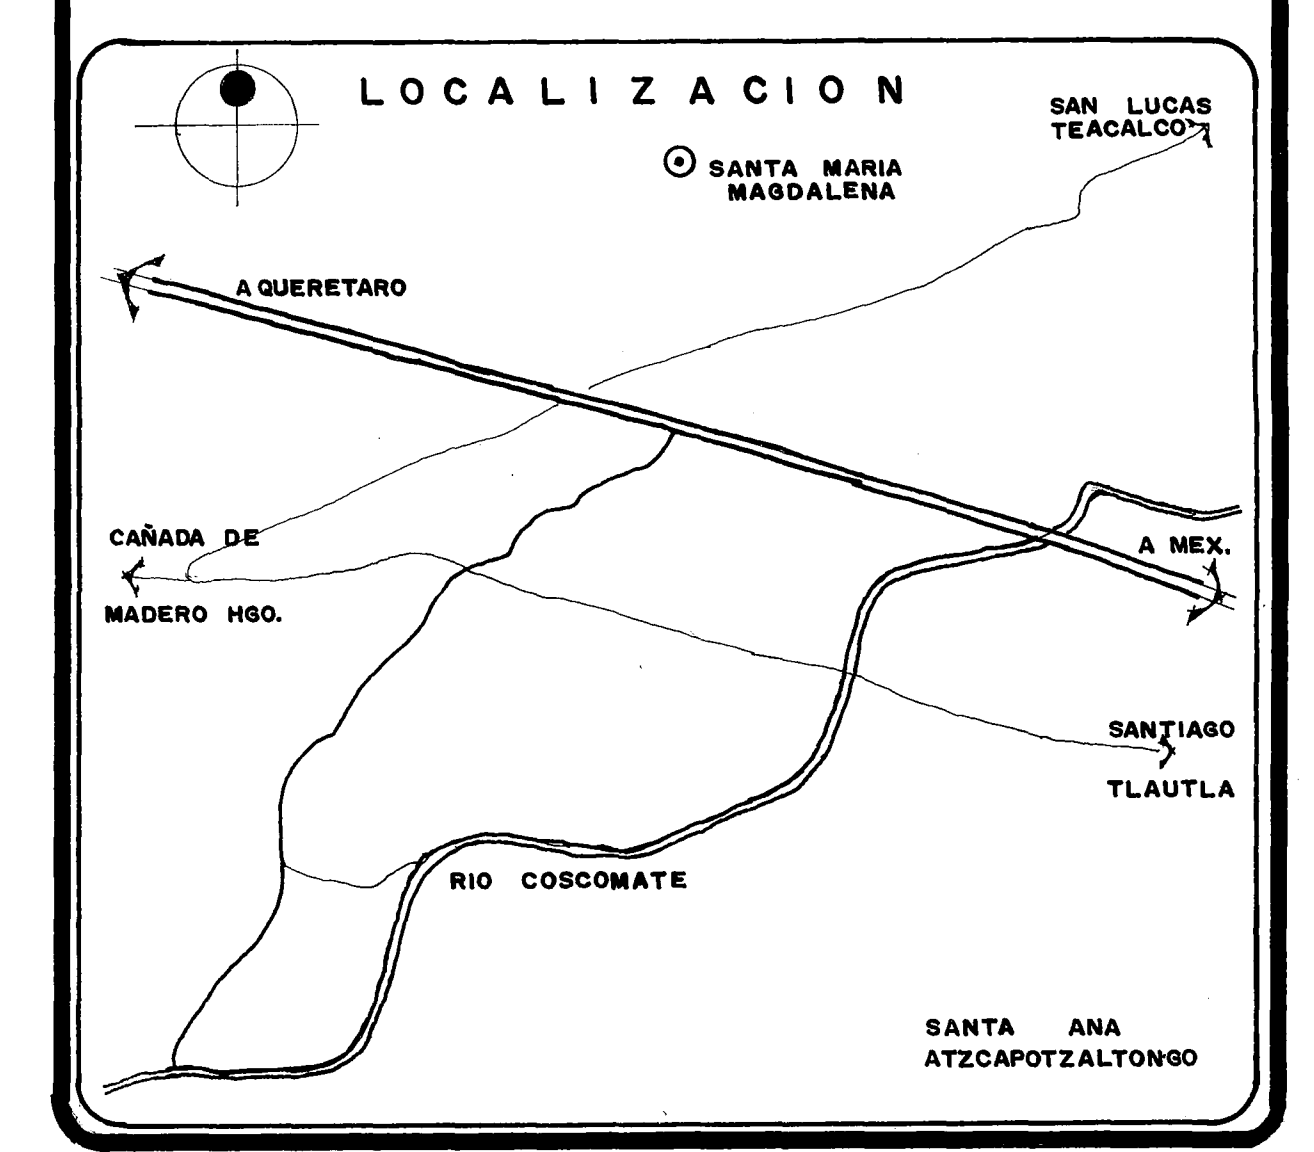 LOCALIZACION
SAN LUCAS
TEACALCO
SANTA MARIA
MAGDALENA
A QUERETARO
CAÑADA DE
MADERO HGO.
A MEX.
SANTIAGO
TLAUTLA
RIO COSCOMATE
SANTA ANA
ATZCAPOTZALTONGO